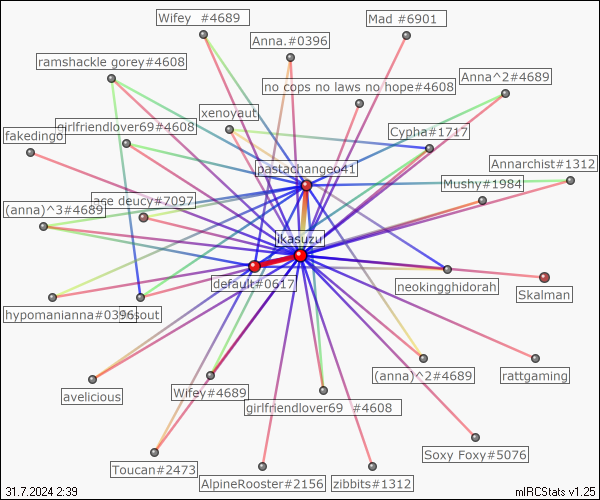 Wifey  #4689
Mad #6901
Anna.#0396
ramshackle gorey#4608
Anna^2#4689
no cops no laws no hope#4608
xenoyaut
girlfriendlover69#4608
Cypha#1717
fakeding0
pastachangeo41
Annarchist#1312
Mushy#1984
ace deucy#7097
(anna)^3#4689
ikasuzu
default#0617
neokingghidorah
Skalman
hypomanianna#0396
sout
(anna)^2#4689
rattgaming
avelicious
Wifey#4689
girlfriendlover69  #4608
Soxy Foxy#5076
Toucan#2473
AlpineRooster#2156
zibbits#1312
31.7.2024 2:39
mIRCStats v1.25